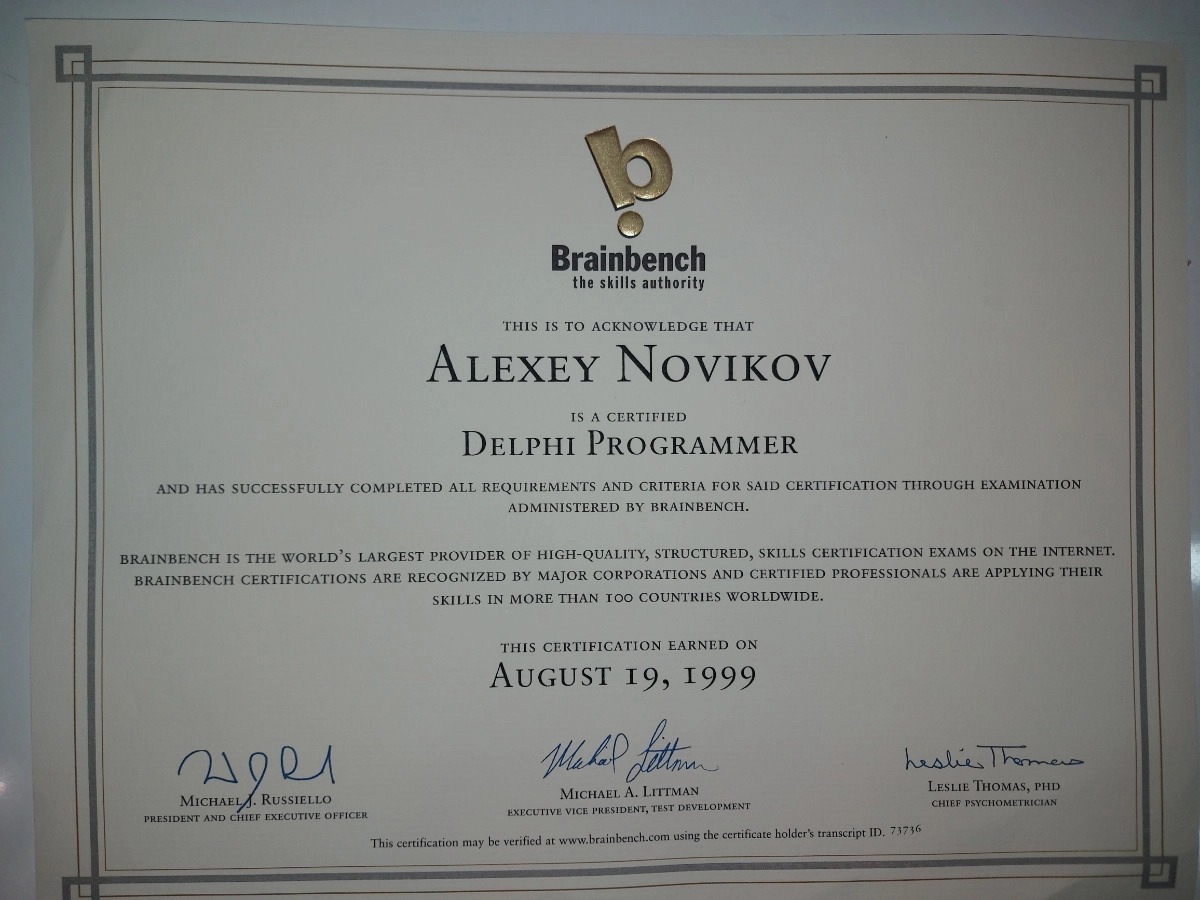 b
Brainbench
the skills authority
THIS IS TO ACKNOWLEDGE THAT
ALEXEY NOVIKOV
IS A CERTIFIED
DELPHI PROGRAMMER
AND HAS SUCCESSFULLY COMPLETED ALL REQUIREMENTS AND CRITERIA FOR SAID CERTIFICATION THROUGH EXAMINATION
ADMINISTERED BY BRAINBENCH.
BRAINBENCH IS THE WORLD'S LARGEST PROVIDER OF HIGH-QUALITY, STRUCTURED, SKILLS CERTIFICATION EXAMS ON THE INTERNET.
BRAINBENCH CERTIFICATIONS ARE RECOGNIZED BY MAJOR CORPORATIONS AND CERTIFIED PROFESSIONALS ARE APPLYING THEIR
SKILLS IN MORE THAN 100 COUNTRIES WORLDWIDE.
THIS CERTIFICATION EARNED ON
AUGUST 19, 1999
Michael Littman
Leslie Thomas
MICHAEL J. RUSSIELLO
PRESIDENT AND CHIEF EXECUTIVE OFFICER
MICHAEL A. LITTMAN
EXECUTIVE VICE PRESIDENT, TEST DEVELOPMENT
LESLIE THOMAS, PHD
CHIEF PSYCHOMETRICIAN
This certification may be verified at www.brainbench.com using the certificate holder's transcript ID. 73736